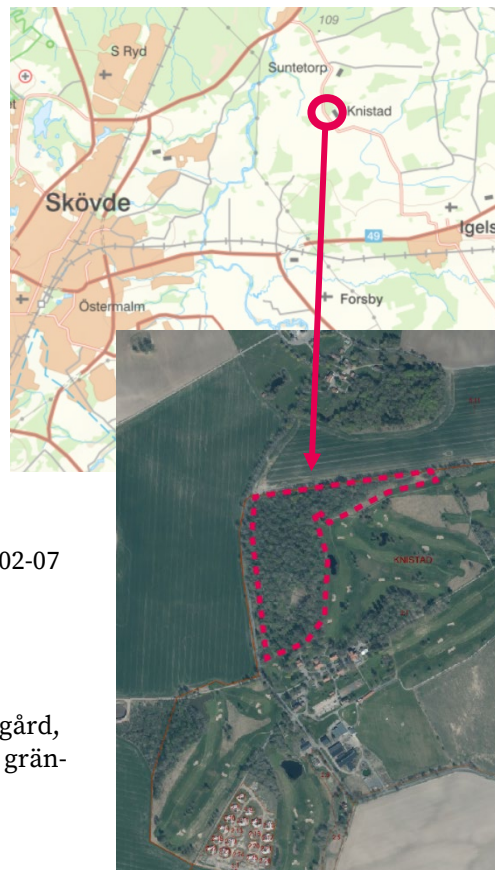 109
S Ryd
Suntetorp
Knistad
Skövde
49
Igels
Östermalm
Forsby
02-07
KNISTAD
gård,
grän-